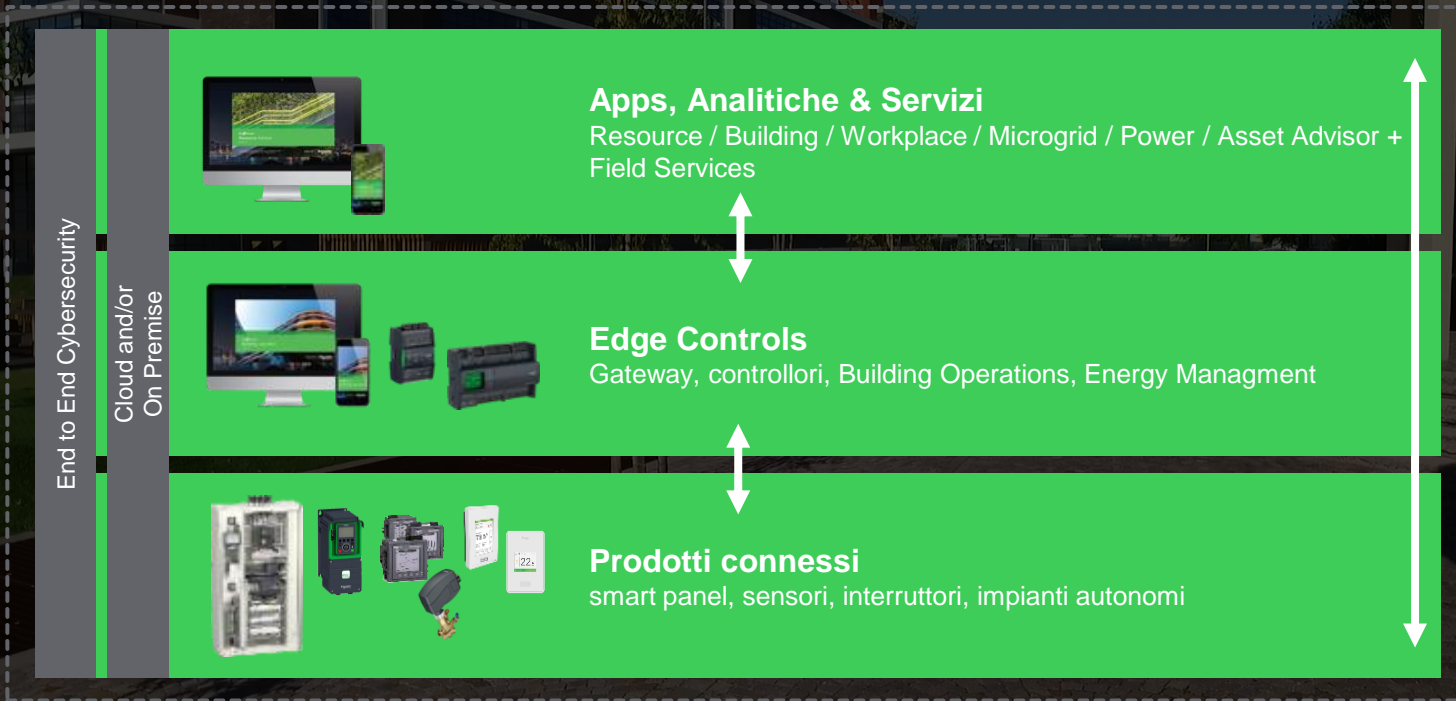 End to End Cybersecurity
Cloud and/or
On Premise
Apps, Analitiche & Servizi
Resource / Building / Workplace / Microgrid / Power / Asset Advisor +
Field Services
Edge Controls
Gateway, controllori, Building Operations, Energy Managment
Prodotti connessi
smart panel, sensori, interruttori, impianti autonomi